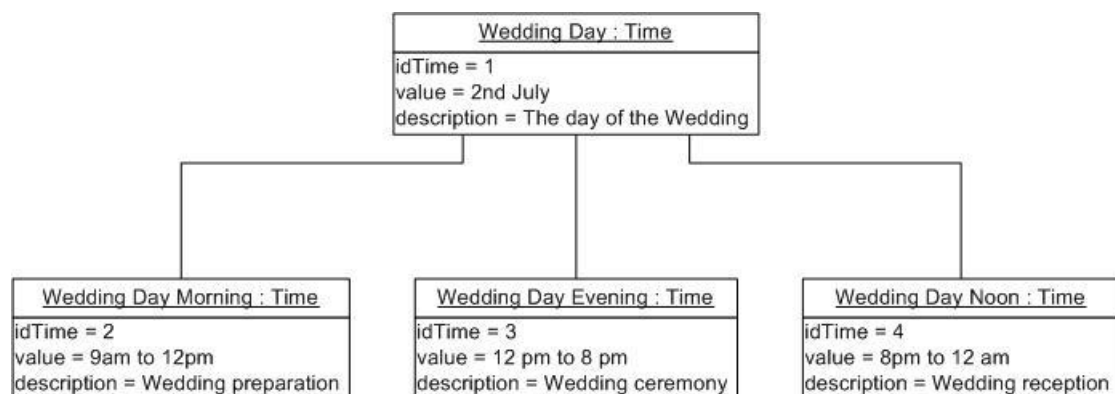 Wedding Day : Time
idTime = 1
value = 2nd July
description = The day of the Wedding
Wedding Day Morning : Time
idTime = 2
value = 9am to 12pm
description = Wedding preparation
Wedding Day Evening : Time
idTime = 3
value = 12 pm to 8 pm
description = Wedding ceremony
Wedding Day Noon : Time
idTime = 4
value = 8pm to 12 am
description = Wedding reception